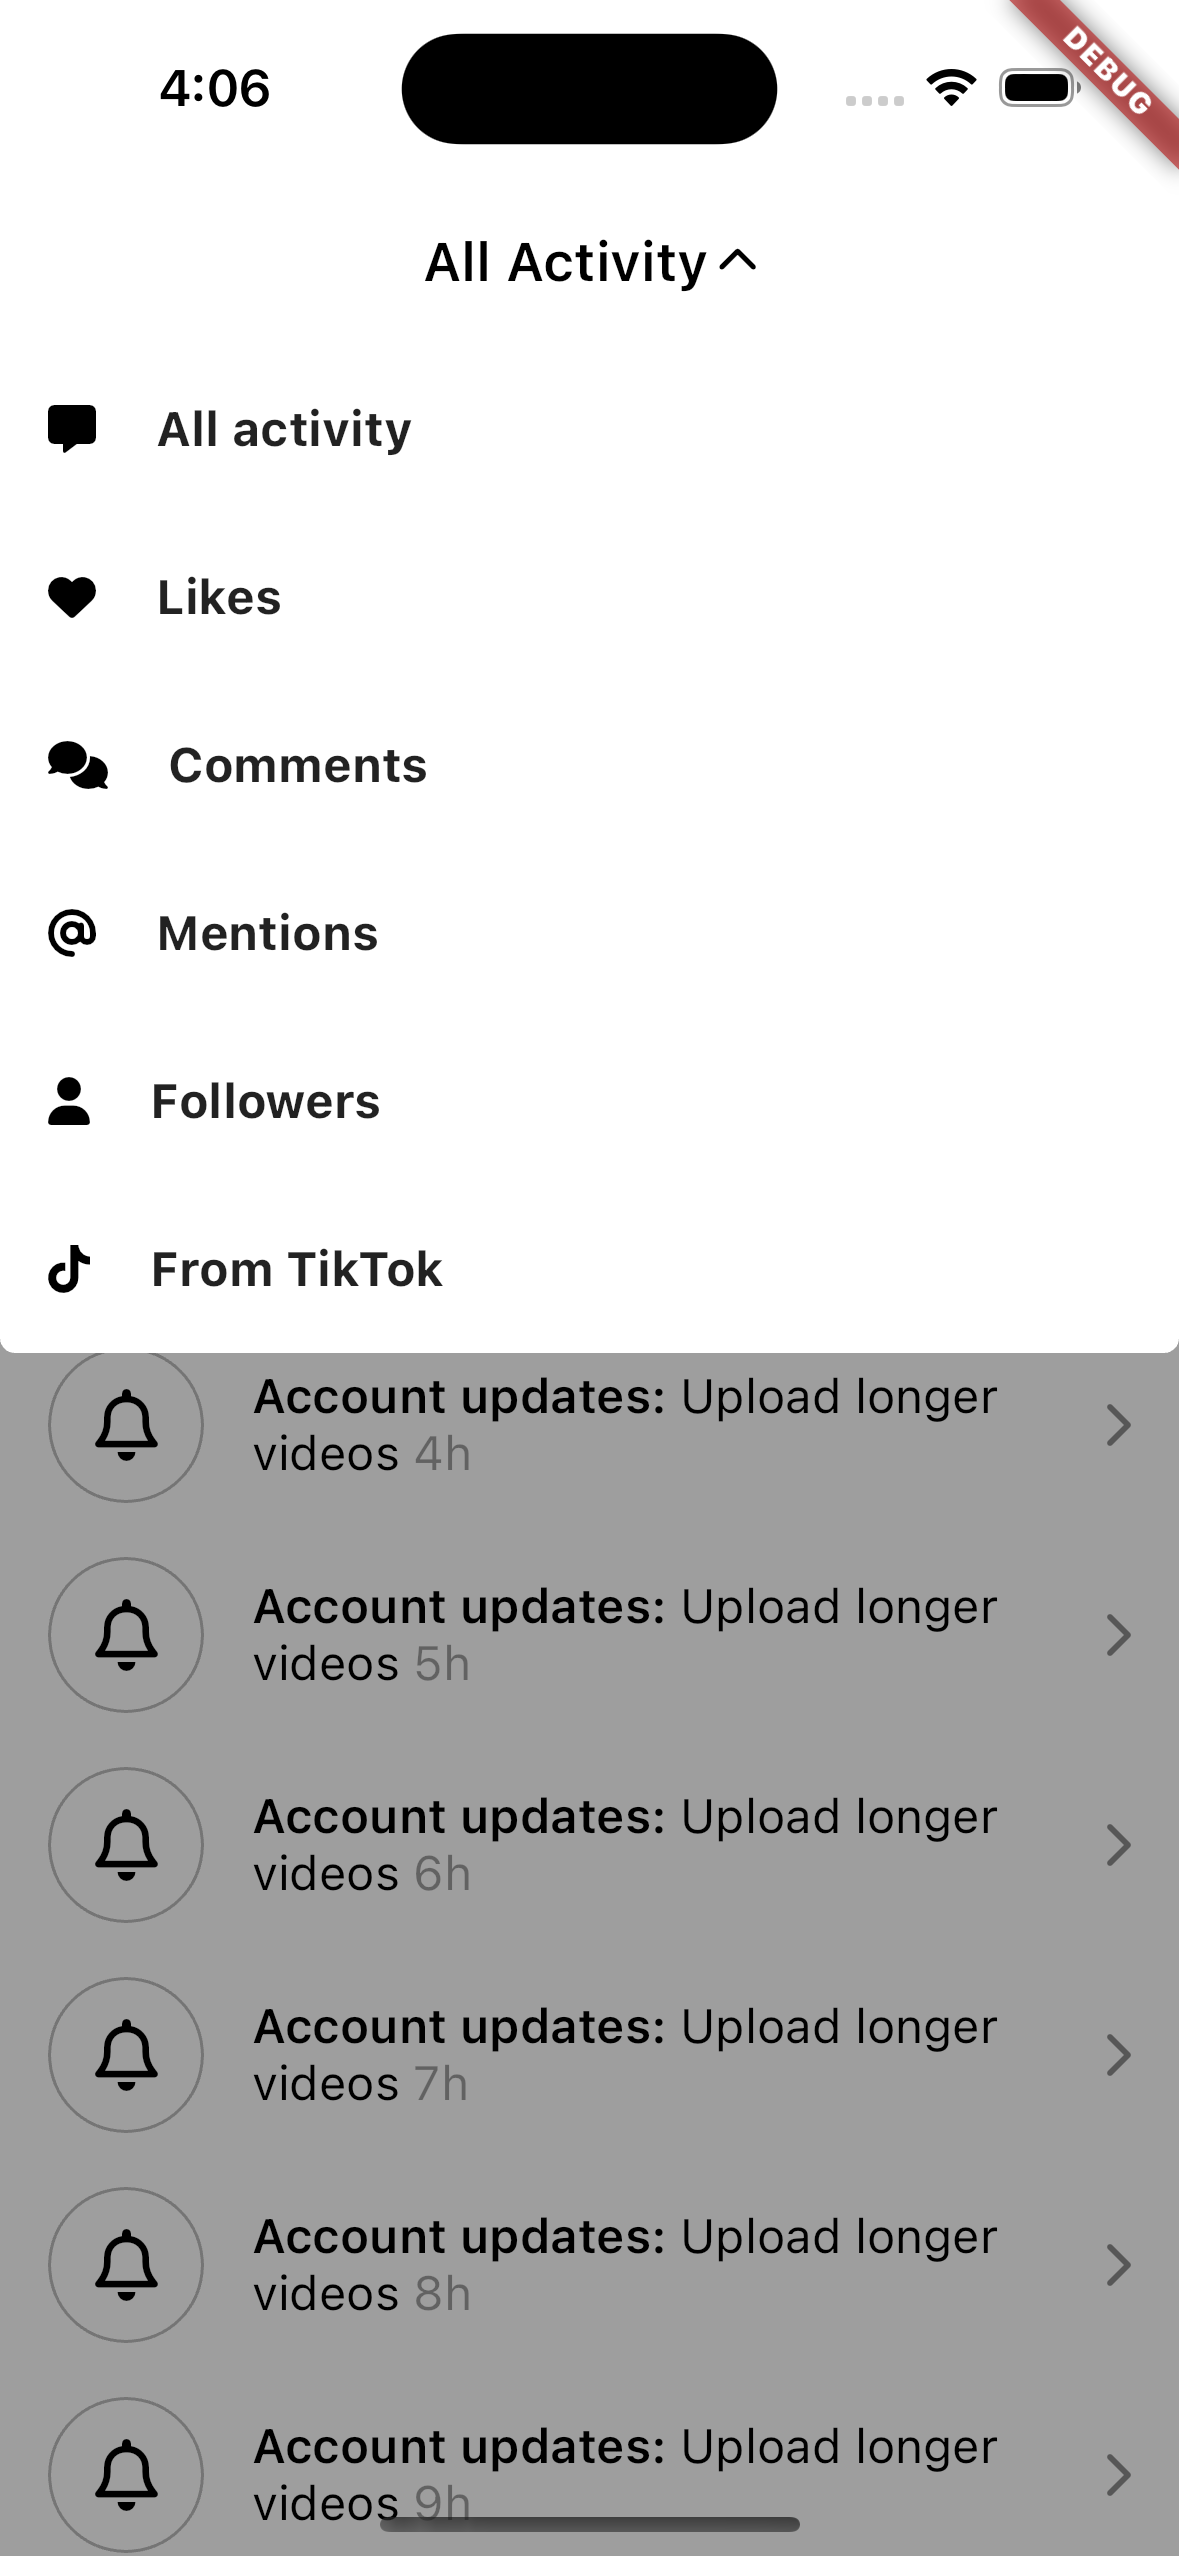 4:06
DEBUG
All Activity
All activity
Likes
Comments
Mentions
Followers
From TikTok
Account updates: Upload longer
videos 4h
Account updates: Upload longer
videos 5h
Account updates: Upload longer
videos 6h
Account updates: Upload longer
videos 7h
Account updates: Upload longer
videos 8h
Account updates: Upload longer
videos 9h